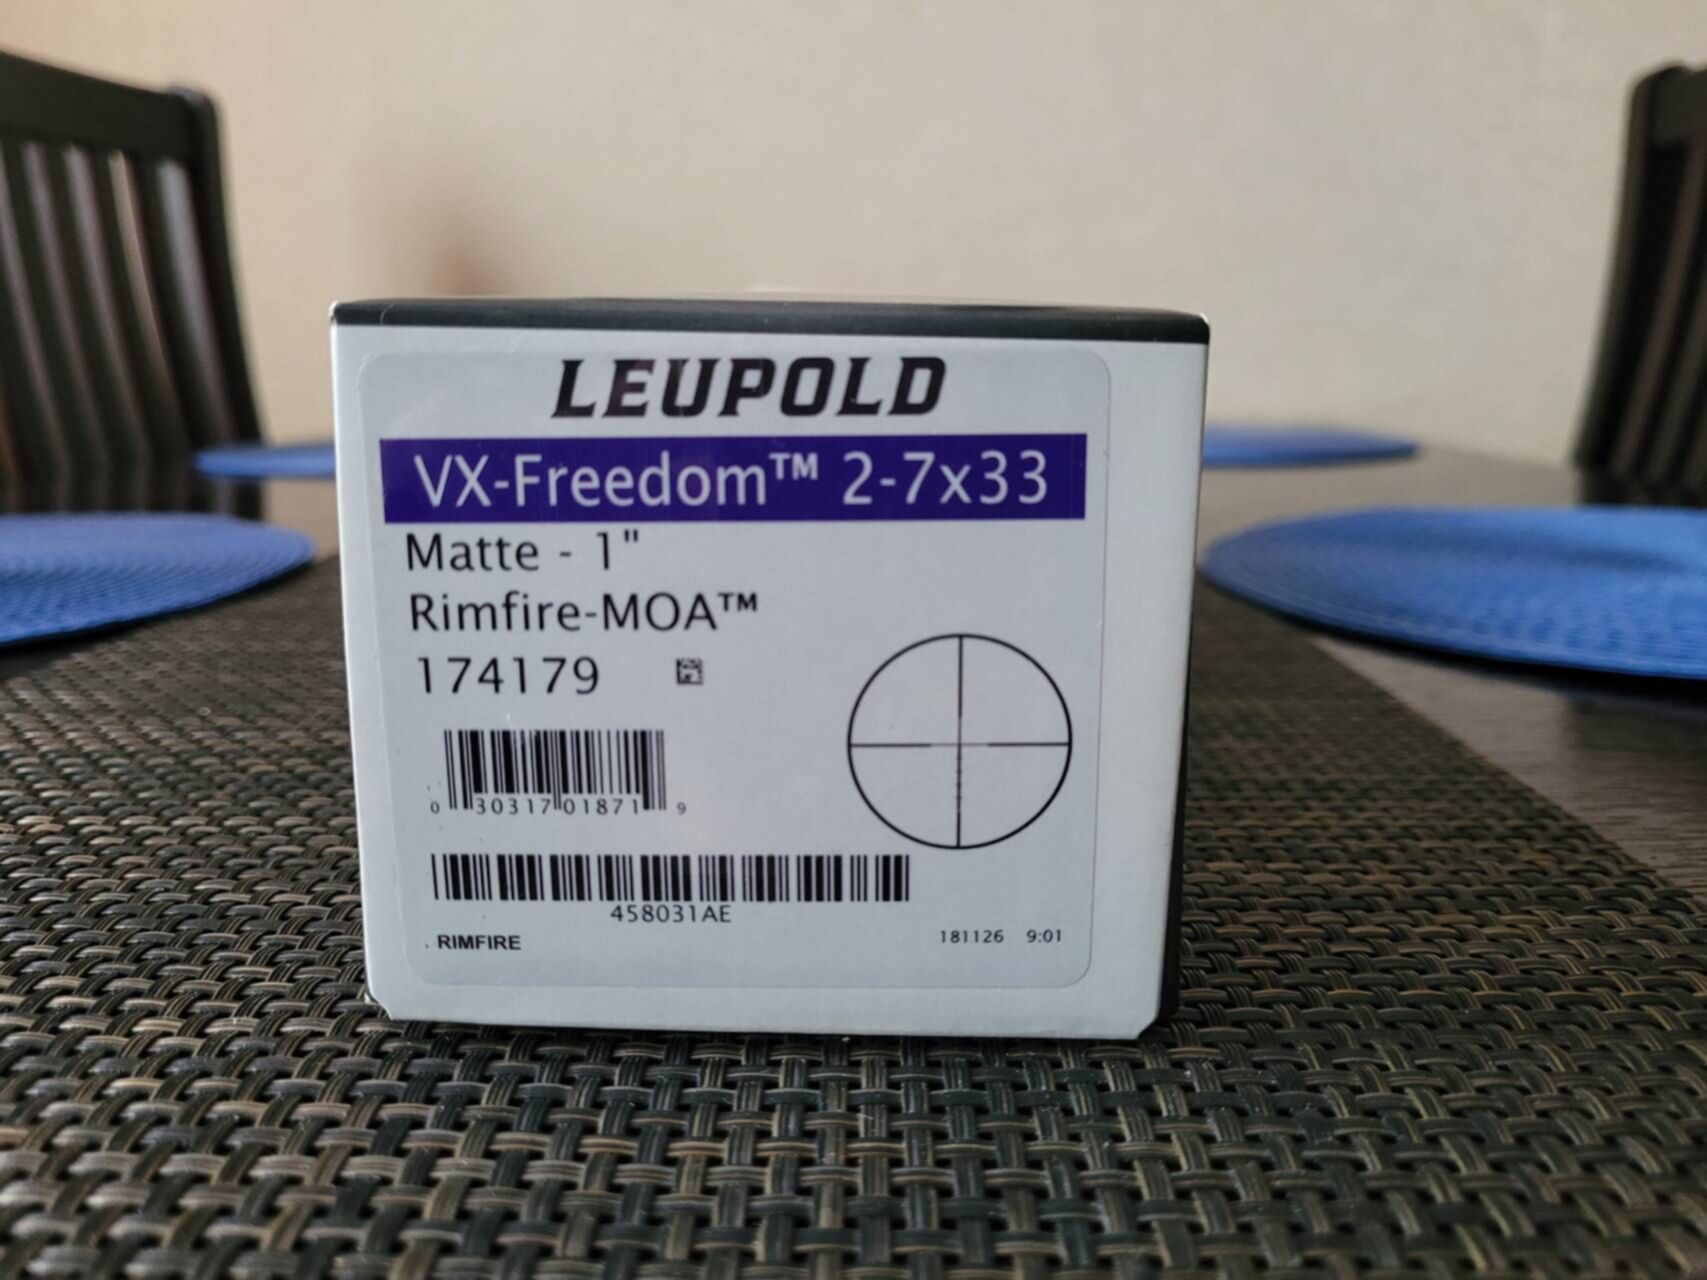 LEUPOLD
VX-Freedom™ 2-7x33
Matte - 1"
Rimfire-MOA™
174179
0 30317 01871 9
458031AE
RIMFIRE
181126 9:01